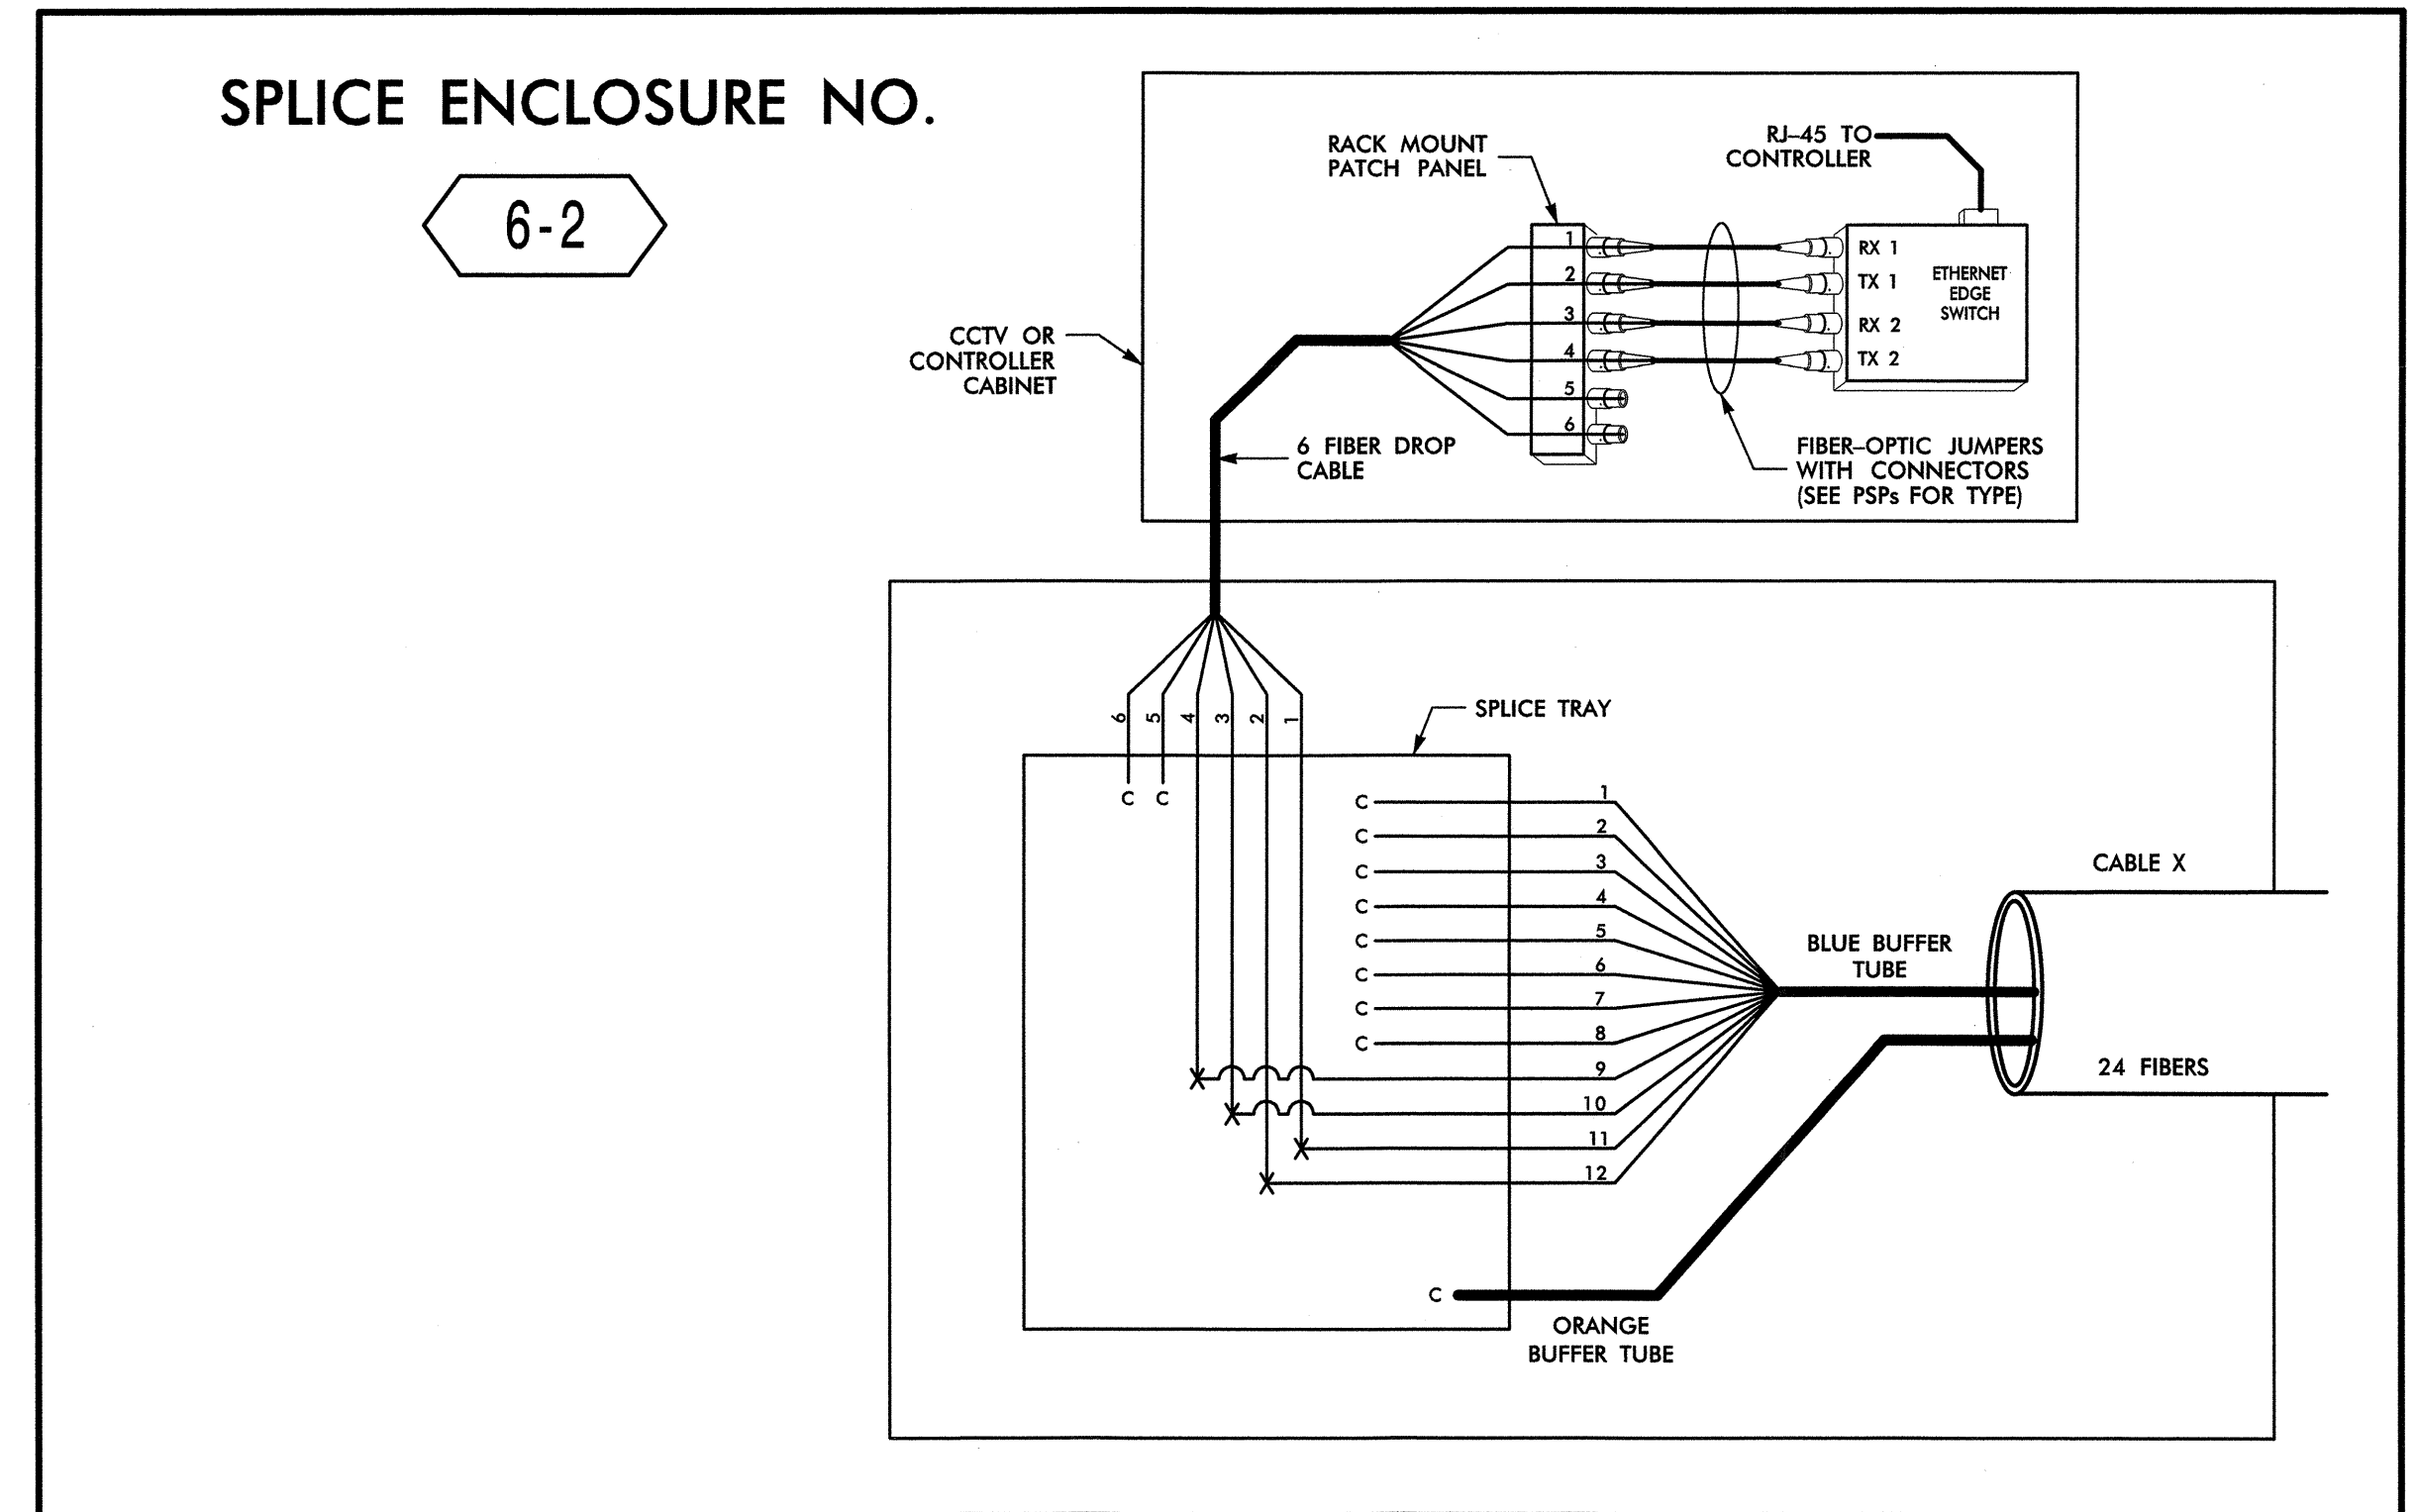 SPLICE ENCLOSURE NO.
6-2
RACK MOUNT
PATCH PANEL
RJ-45 TO
CONTROLLER
1
2
3
4
5
6
RX 1
TX 1
RX 2
TX 2
ETHERNET
EDGE
SWITCH
CCTV OR
CONTROLLER
CABINET
6 FIBER DROP
CABLE
FIBER-OPTIC JUMPERS
WITH CONNECTORS
(SEE PSPs FOR TYPE)
6
5
4
3
2
1
SPLICE TRAY
C
C
C
1
C
2
C
3
C
4
C
5
C
6
C
7
C
8
9
10
11
12
CABLE X
BLUE BUFFER
TUBE
24 FIBERS
C
ORANGE
BUFFER TUBE